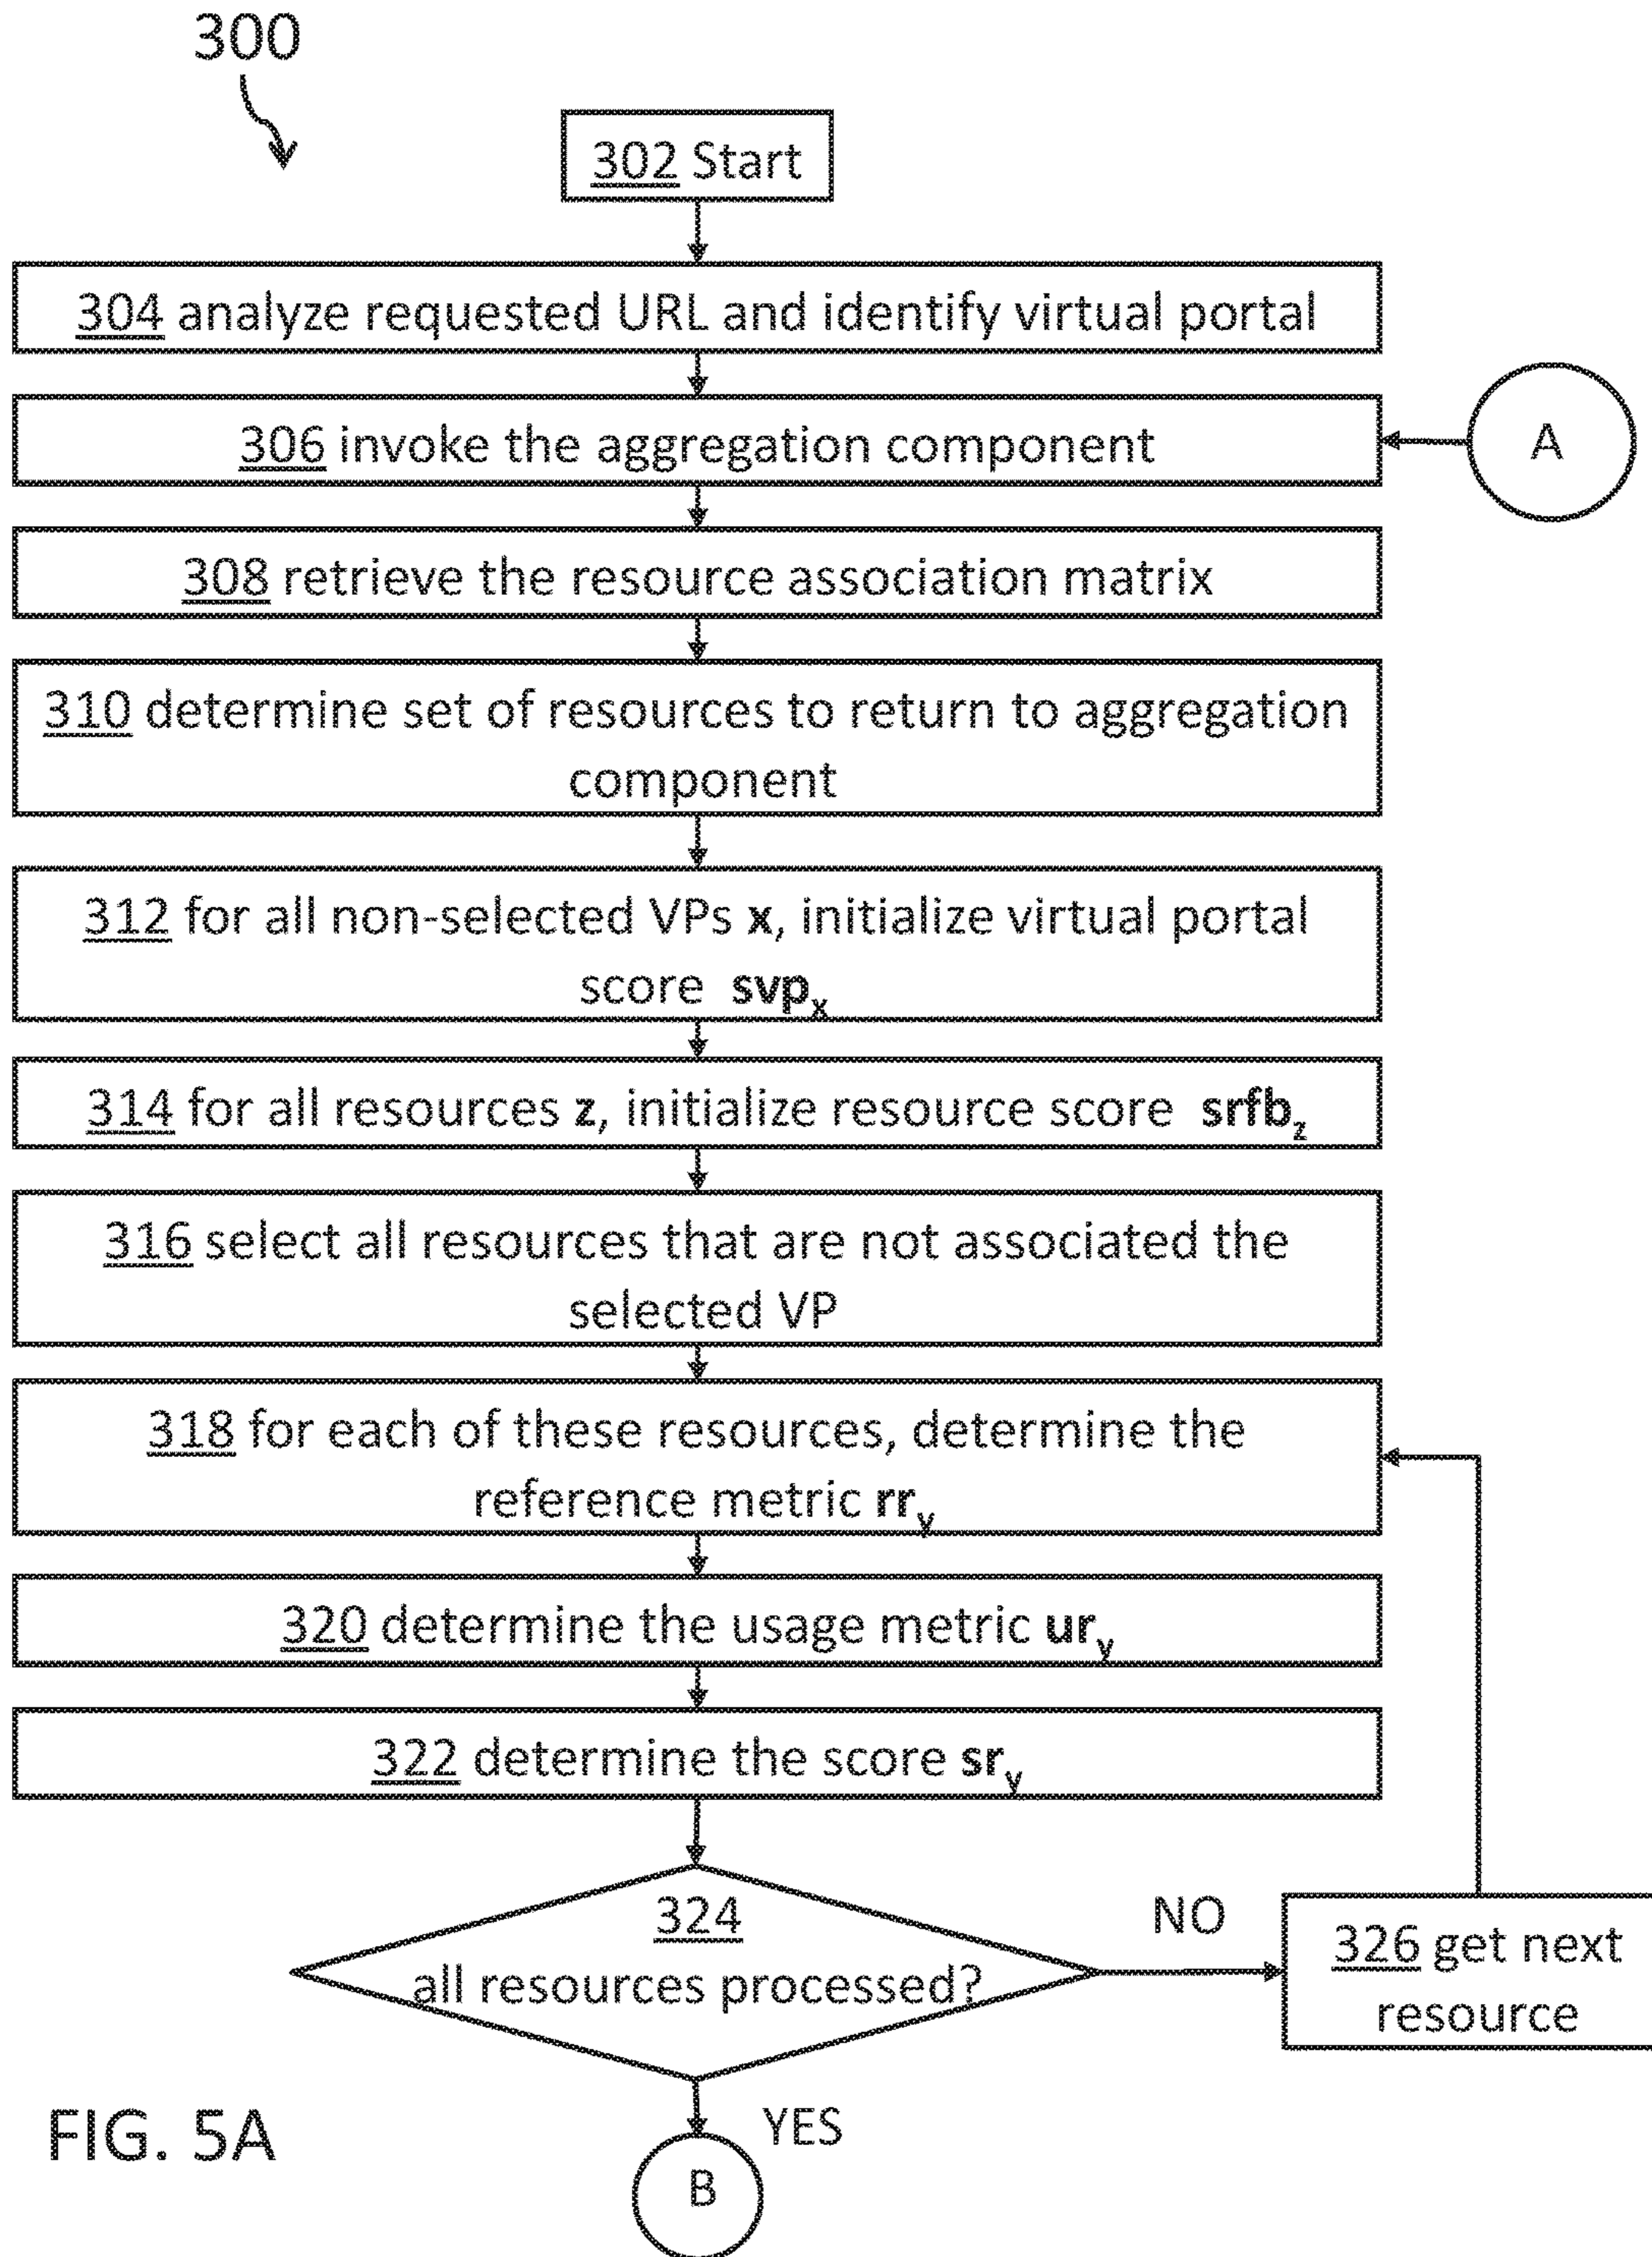 300
302 Start
304 analyze requested URL and identify virtual portal
306 invoke the aggregation component
A
308 retrieve the resource association matrix
310 determine set of resources to return to aggregation
component
312 for all non-selected VPs x, initialize virtual portal
score svpₓ
314 for all resources z, initialize resource score srfb_z
316 select all resources that are not associated the
selected VP
318 for each of these resources, determine the
reference metric rr_y
320 determine the usage metric ur_y
322 determine the score sr_y
324
all resources processed?
NO
326 get next
resource
YES
B
FIG. 5A